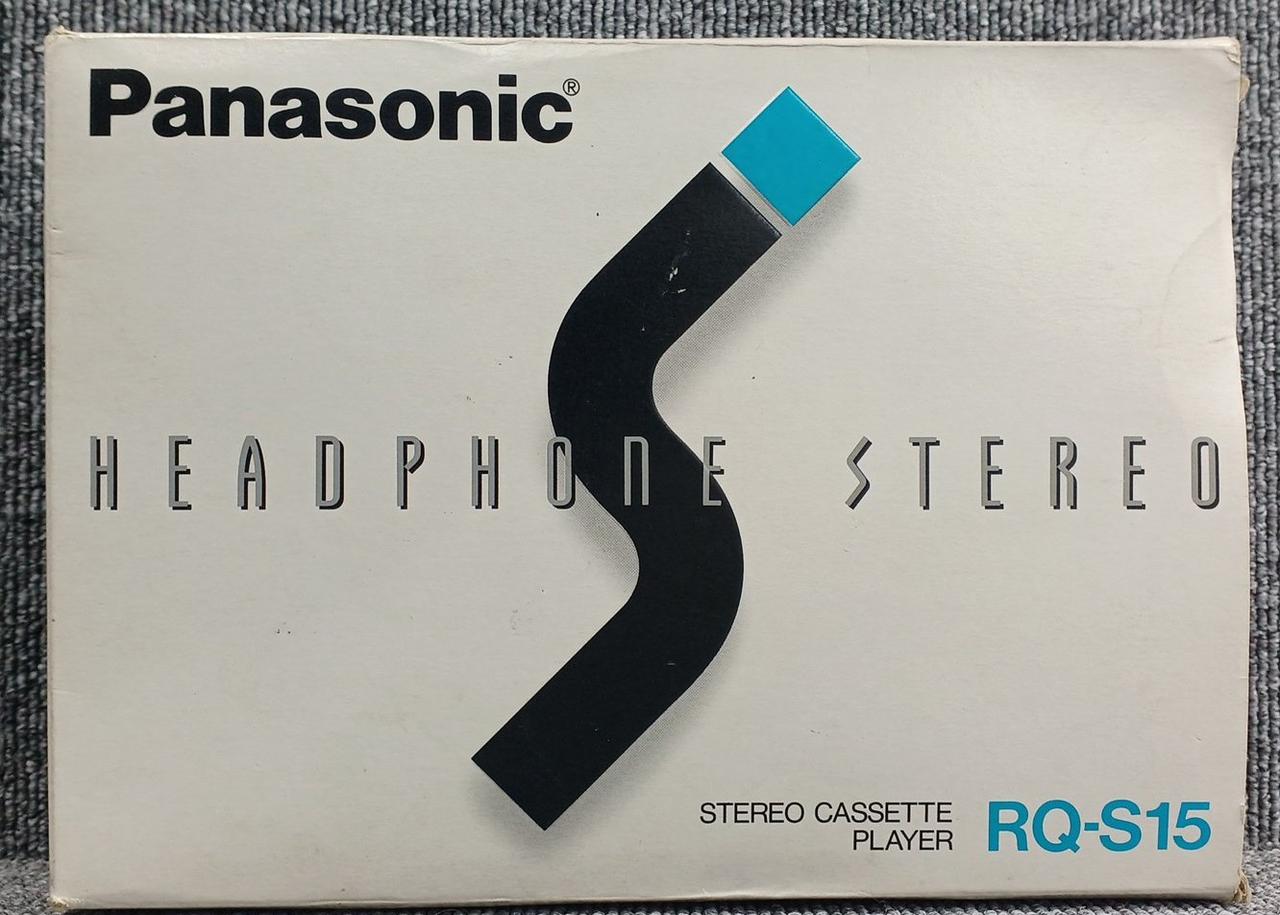 Panasonic®
HEADPHONE STEREO
STEREO CASSETTE
PLAYER
RQ-S15